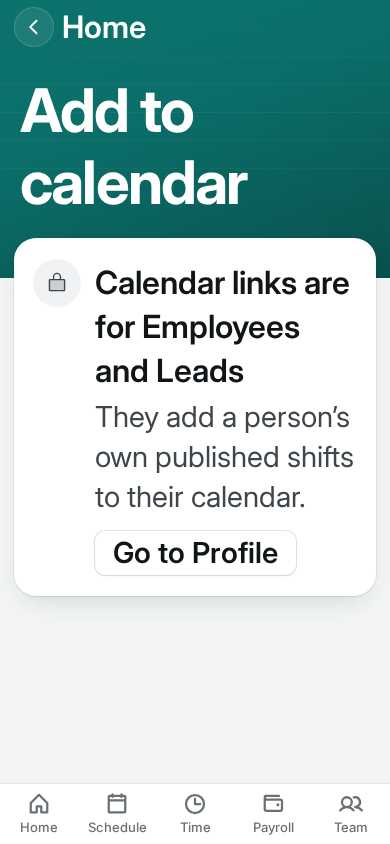 Home
Add to
calendar
Calendar links are
for Employees
and Leads
They add a person’s
own published shifts
to their calendar.
Go to Profile
Home Schedule Time Payroll Team